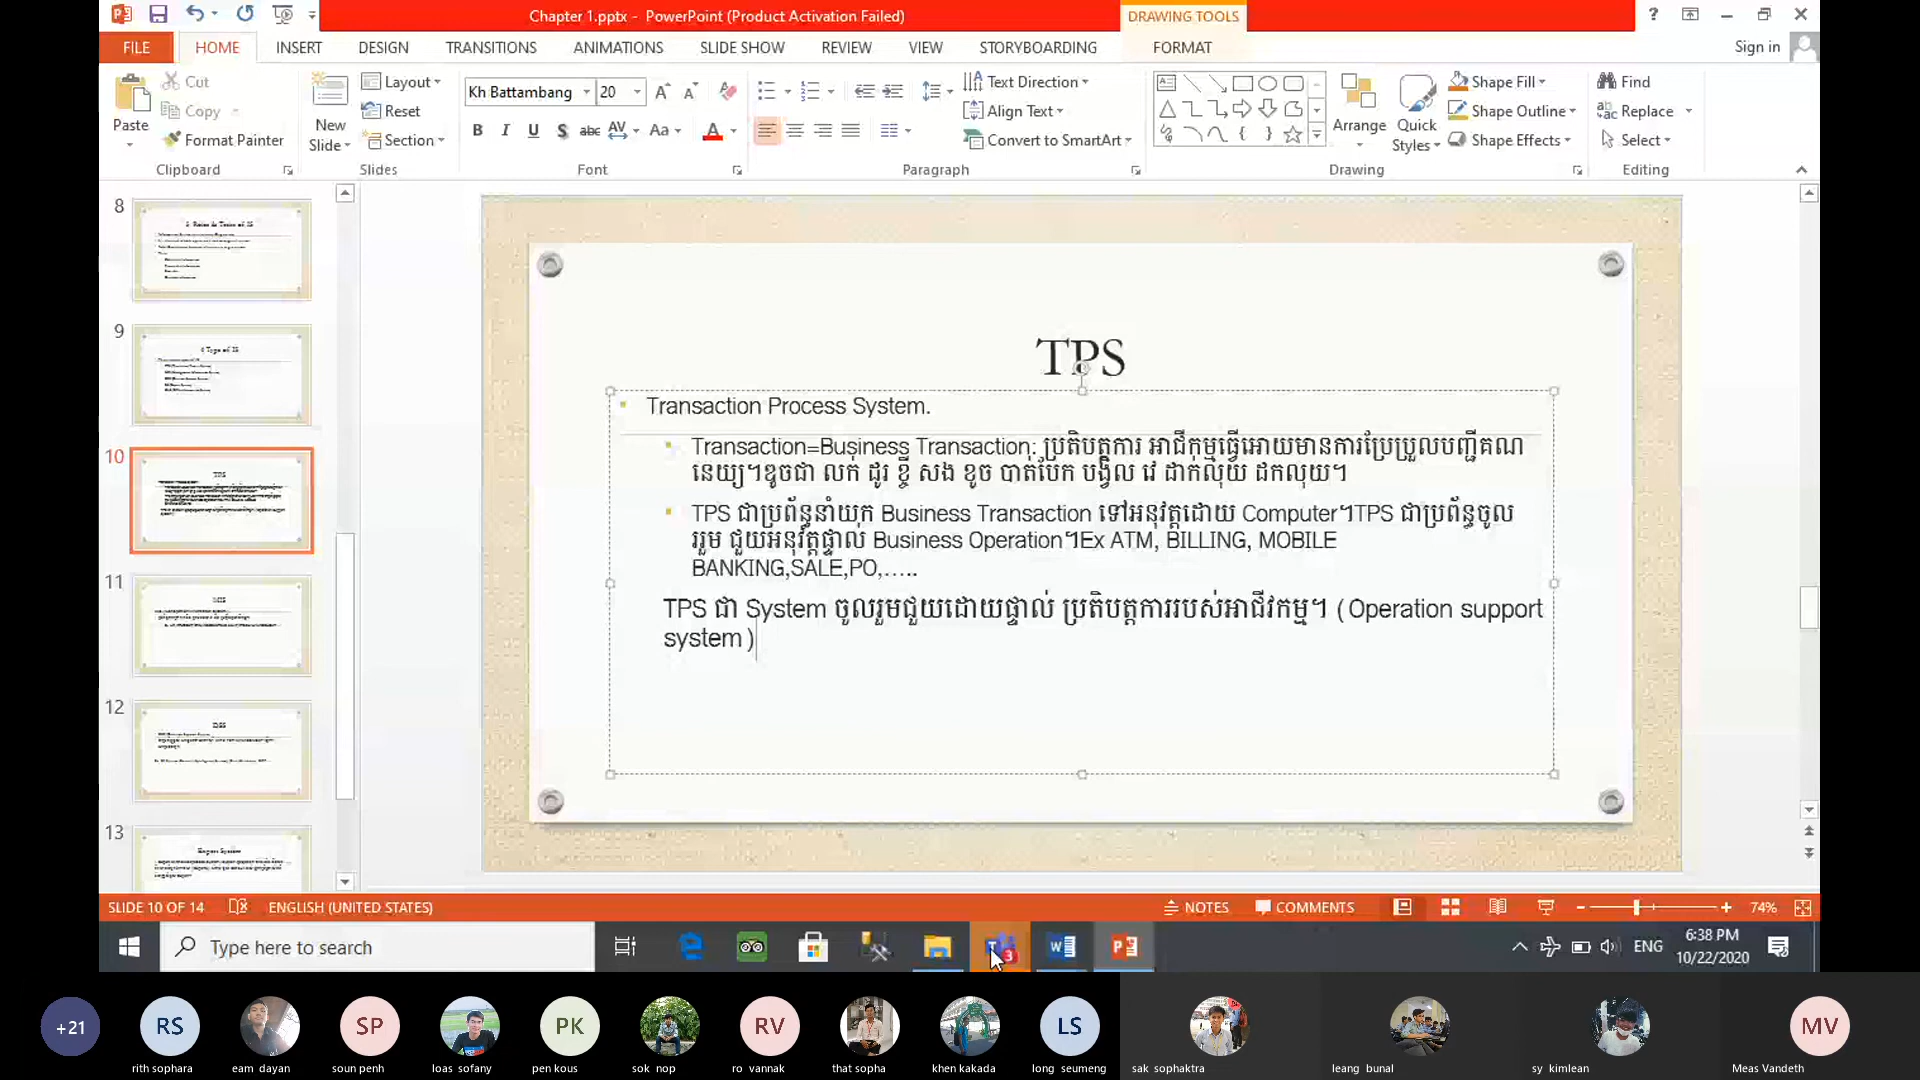 Chapter 1.pptx - PowerPoint (Product Activation Failed)
DRAWING TOOLS
FILE HOME INSERT DESIGN TRANSITIONS ANIMATIONS SLIDE SHOW REVIEW VIEW STORYBOARDING FORMAT
Sign in
Paste
Cut
Copy
Format Painter
Clipboard
New Slide
Layout
Reset
Section
Slides
Kh Battambang 20
Font
Text Direction
Align Text
Convert to SmartArt
Paragraph
Arrange
Quick Styles
Shape Fill
Shape Outline
Shape Effects
Drawing
Find
Replace
Select
Editing
8
9
10
11
12
13
TPS
Transaction Process System.
Transaction=Business Transaction: ប្រតិបត្តិការ អាជីកម្មធ្វើអោយមានការប្រែប្រួលបញ្ជីគណ
នេយ្យ។ឌូចជា លក់ ដូរ ខ្ចី សង ខូច បាត់បែក បង្វិល វេ ដាក់លុយ ដកលុយ។
TPS ជាប្រព័ន្ធនាំយក Business Transaction ទៅអនុវត្តដោយ Computer។TPS ជាប្រព័ន្ធចូល
រួម ជួយអនុវត្តផ្ទាល់ Business Operation។Ex ATM, BILLING, MOBILE
BANKING,SALE,PO,.....
TPS ជា System ចូលរួមជួយដោយផ្ទាល់ ប្រតិបត្តការរបស់អាជីវកម្ម។ (Operation support
system)
SLIDE 10 OF 14 ENGLISH (UNITED STATES) NOTES COMMENTS 74%
Type here to search
ENG
6:38 PM
10/22/2020
+21 RS SP PK RV LS MV
rith sophara eam dayan soun penh loas sofany pen kous sok nop ro vannak that sopha khen kakada long seumeng sak sophaktra leang bunal sy kimlean Meas Vandeth